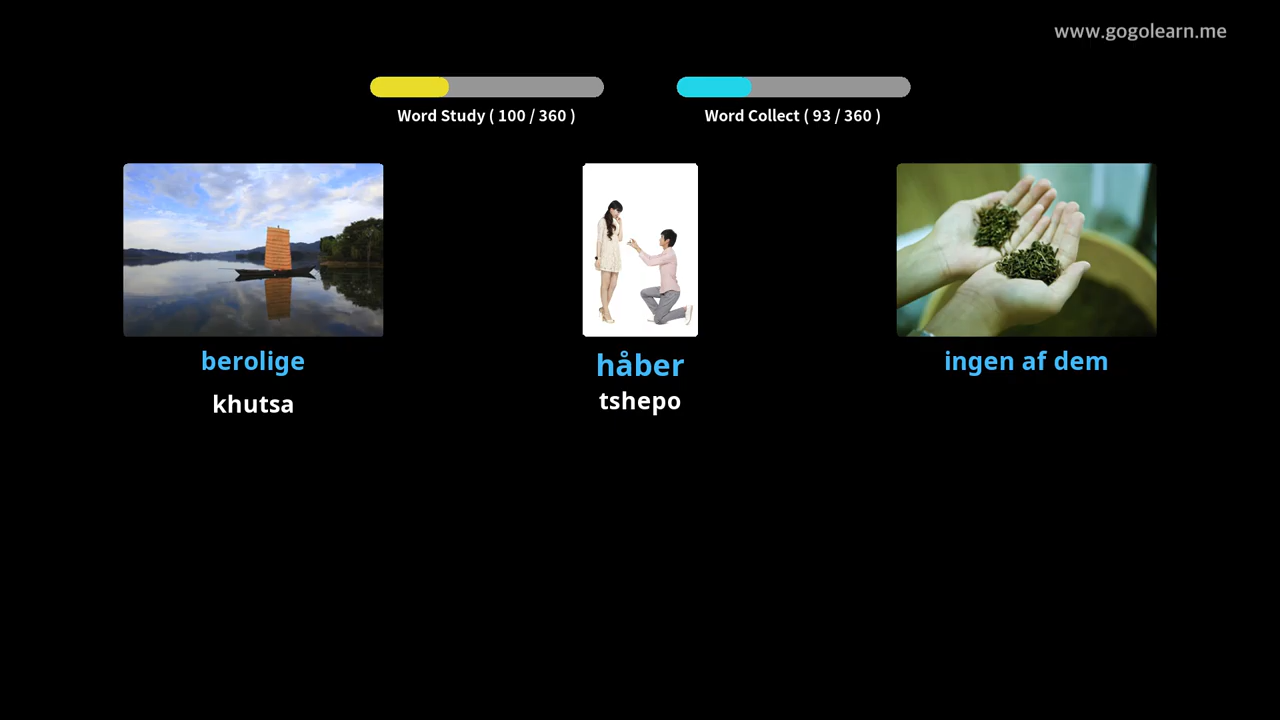 www.gogolearn.me
Word Study ( 100 / 360 )
Word Collect ( 93 / 360 )
berolige
khutsa
håber
tshepo
ingen af dem